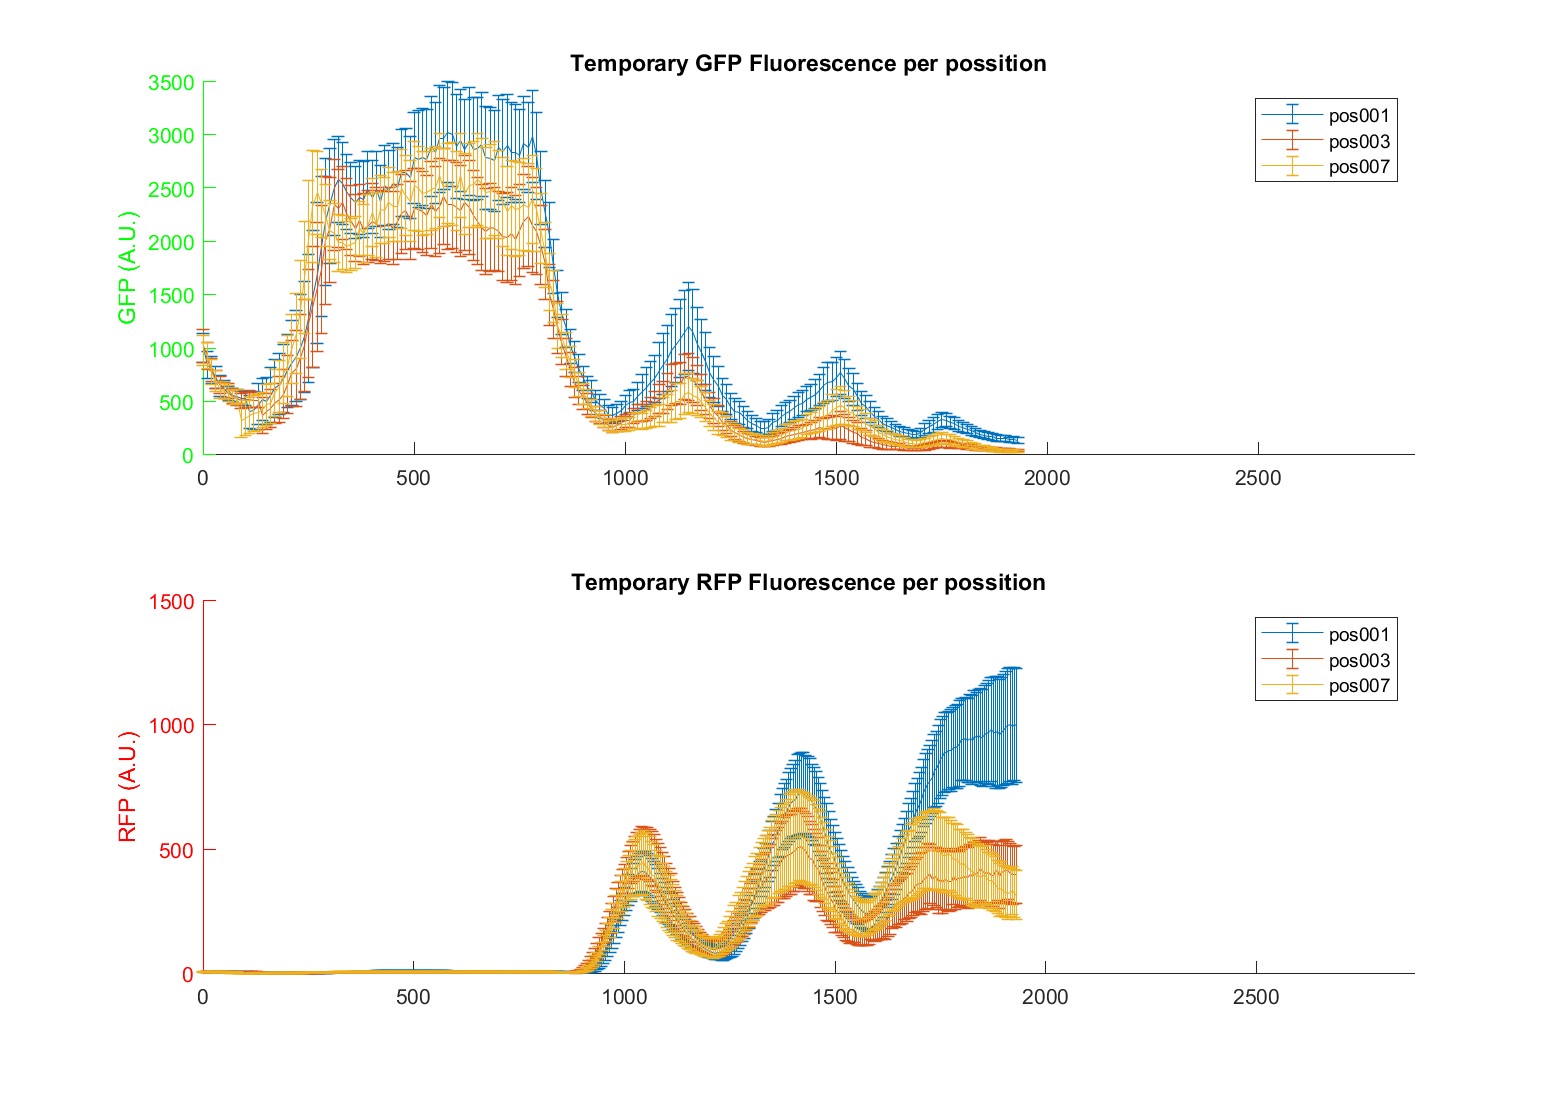 Temporary GFP Fluorescence per possition
3500
3000
2500
2000
1500
1000
500
0
GFP (A.U.)
0 500 1000 1500 2000 2500
pos001
pos003
pos007
Temporary RFP Fluorescence per possition
1500
1000
500
0
RFP (A.U.)
0 500 1000 1500 2000 2500
pos001
pos003
pos007